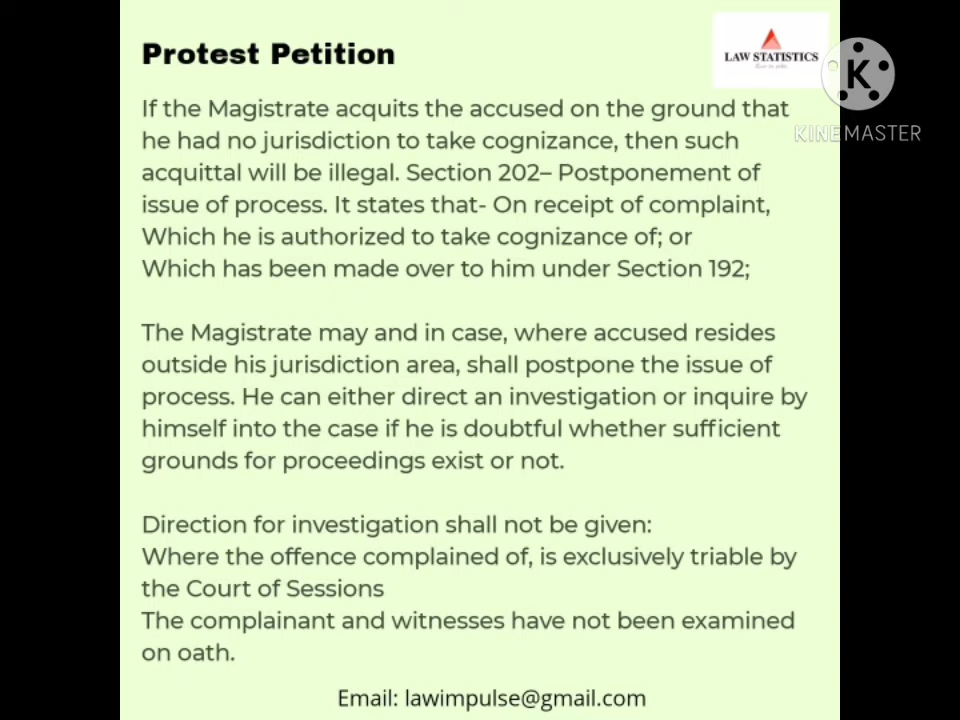 Protest Petition
LAW STATISTICS
K
KINEMASTER
If the Magistrate acquits the accused on the ground that
he had no jurisdiction to take cognizance, then such
acquittal will be illegal. Section 202– Postponement of
issue of process. It states that- On receipt of complaint,
Which he is authorized to take cognizance of; or
Which has been made over to him under Section 192;
The Magistrate may and in case, where accused resides
outside his jurisdiction area, shall postpone the issue of
process. He can either direct an investigation or inquire by
himself into the case if he is doubtful whether sufficient
grounds for proceedings exist or not.
Direction for investigation shall not be given:
Where the offence complained of, is exclusively triable by
the Court of Sessions
The complainant and witnesses have not been examined
on oath.
Email: lawimpulse@gmail.com